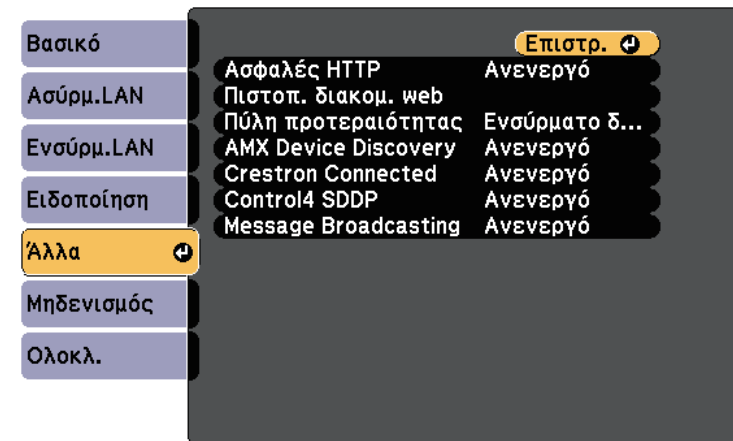 Βασικό
Ασύρμ.LAN
Ενσύρμ.LAN
Ειδοποίηση
Άλλα
Μηδενισμός
Ολοκλ.
Επιστρ.
Ασφαλές HTTP Ανενεργό
Πιστοπ. διακομ. web
Πύλη προτεραιότητας Ενσύρματο δ...
AMX Device Discovery Ανενεργό
Crestron Connected Ανενεργό
Control4 SDDP Ανενεργό
Message Broadcasting Ανενεργό